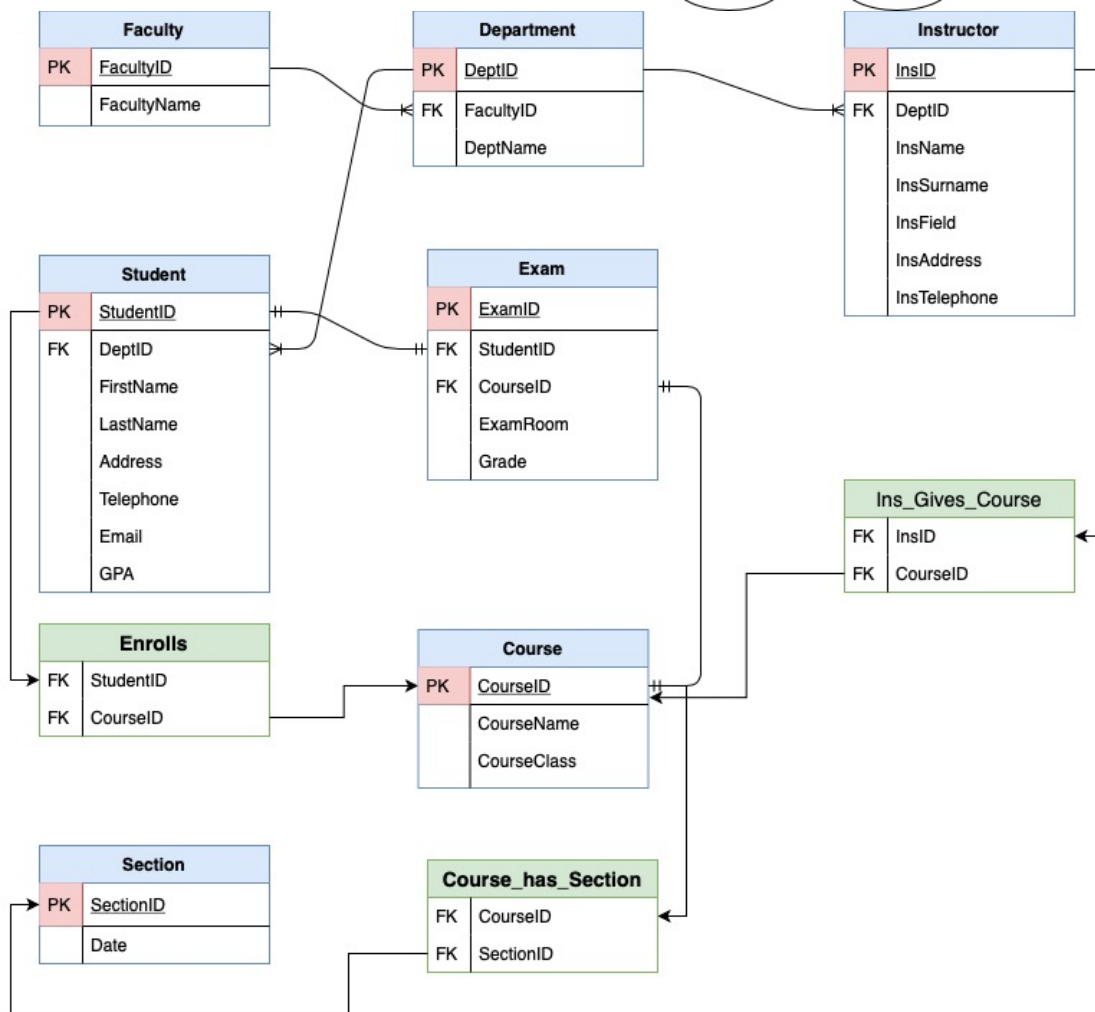 Faculty
PK FacultyID
FacultyName
Department
PK DeptID
FK FacultyID
DeptName
Instructor
PK InsID
FK DeptID
InsName
InsSurname
InsField
InsAddress
InsTelephone
Student
PK StudentID
FK DeptID
FirstName
LastName
Address
Telephone
Email
GPA
Exam
PK ExamID
FK StudentID
FK CourseID
ExamRoom
Grade
Ins_Gives_Course
FK InsID
FK CourseID
Enrolls
FK StudentID
FK CourseID
Course
PK CourseID
CourseName
CourseClass
Section
PK SectionID
Date
Course_has_Section
FK CourseID
FK SectionID